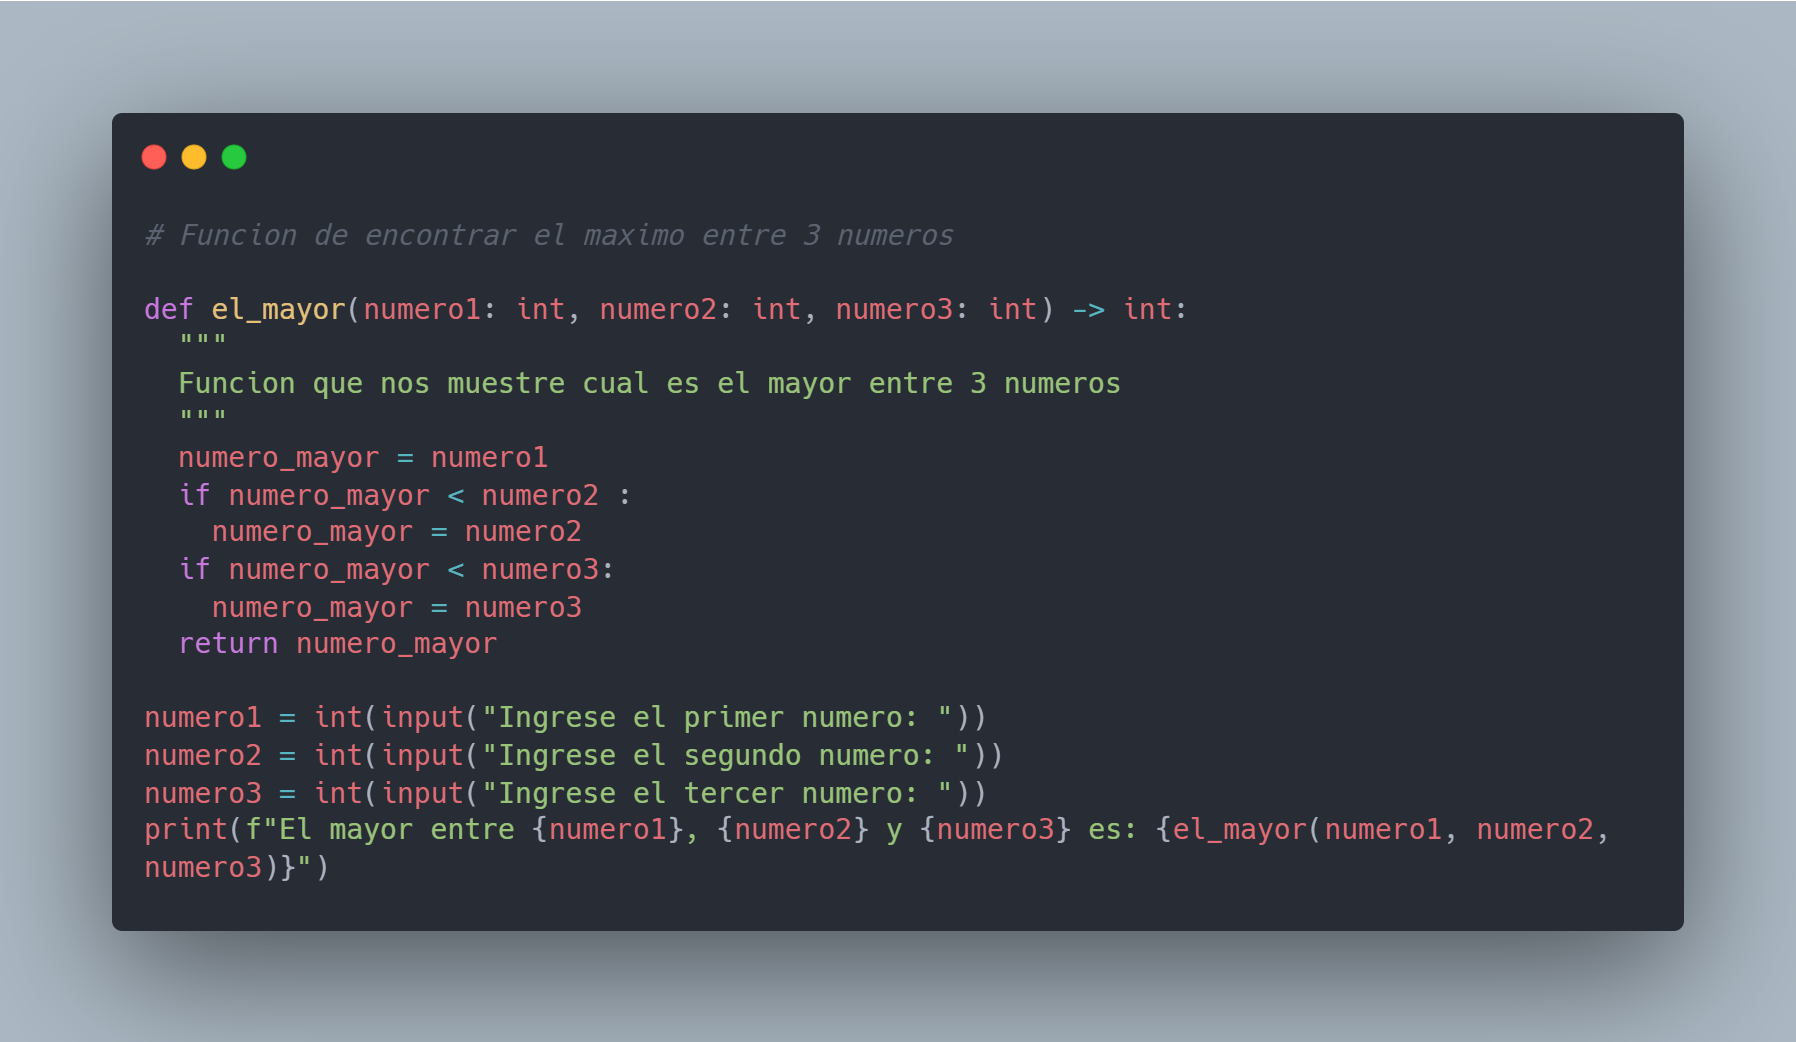 # Funcion de encontrar el maximo entre 3 numeros
def el_mayor(numero1: int, numero2: int, numero3: int) -> int:
  """
  Funcion que nos muestre cual es el mayor entre 3 numeros
  """
  numero_mayor = numero1
  if numero_mayor < numero2 :
    numero_mayor = numero2
  if numero_mayor < numero3:
    numero_mayor = numero3
  return numero_mayor
numero1 = int(input("Ingrese el primer numero: "))
numero2 = int(input("Ingrese el segundo numero: "))
numero3 = int(input("Ingrese el tercer numero: "))
print(f"El mayor entre {numero1}, {numero2} y {numero3} es: {el_mayor(numero1, numero2,
numero3)}")